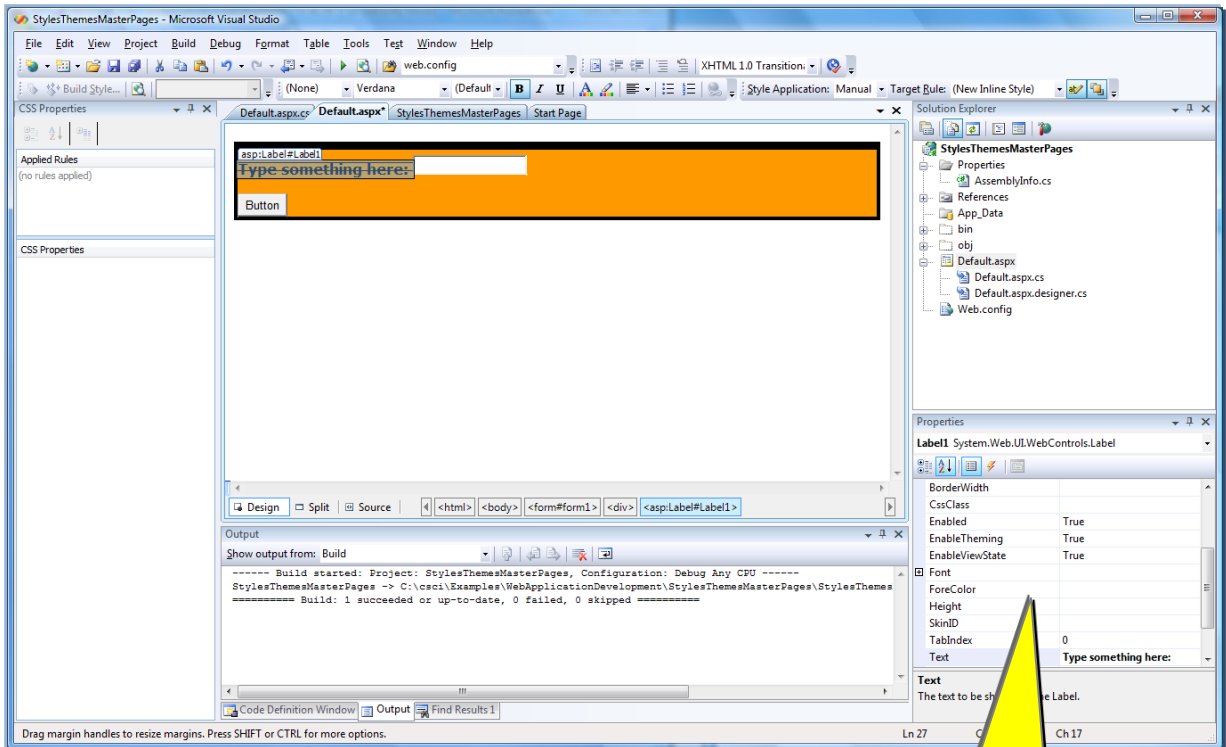 StylesThemesMasterPages - Microsoft Visual Studio
File Edit View Project Build Debug Format Table Tools Test Window Help
web.config XHTML 1.0 Transition
Build Style... (None) Verdana (Default B I U A Style Application: Manual Target Rule: (New Inline Style)
CSS Properties
Applied Rules
(no rules applied)
CSS Properties
Default.aspx.cs Default.aspx* StylesThemesMasterPages Start Page
asp:Label#Label1
Type something here:
Button
Design Split Source <html> <body> <form#form1> <div> <asp:Label#Label1>
Output
Show output from: Build
------ Build started: Project: StylesThemesMasterPages, Configuration: Debug Any CPU ------
StylesThemesMasterPages -> C:\csci\Examples\WebApplicationDevelopment\StylesThemesMasterPages\StylesThemes
========== Build: 1 succeeded or up-to-date, 0 failed, 0 skipped ==========
Code Definition Window Output Find Results 1
Solution Explorer
StylesThemesMasterPages
Properties
AssemblyInfo.cs
References
App_Data
bin
obj
Default.aspx
Default.aspx.cs
Default.aspx.designer.cs
Web.config
Properties
Label1 System.Web.UI.WebControls.Label
BorderWidth
CssClass
Enabled True
EnableTheming True
EnableViewState True
Font
ForeColor
Height
SkinID
TabIndex 0
Text Type something here:
Text
The text to be sh e Label.
Drag margin handles to resize margins. Press SHIFT or CTRL for more options. Ln 27 Ch 17